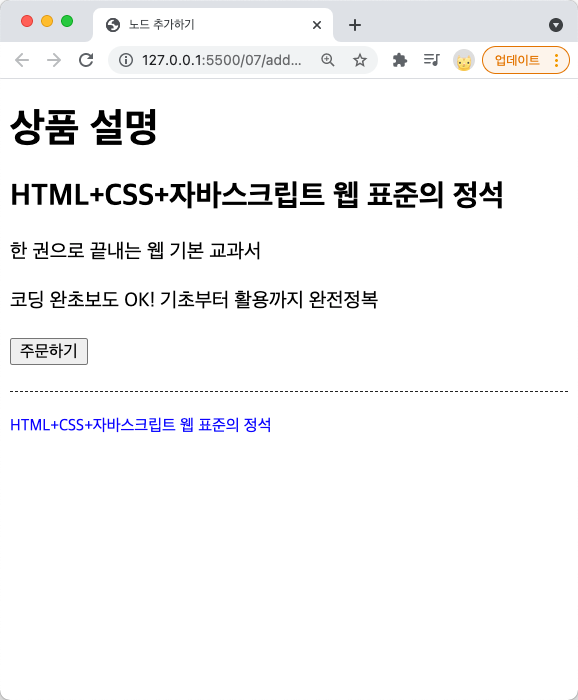 노드 추가하기
127.0.0.1:5500/07/add...
업데이트
상품 설명
HTML+CSS+자바스크립트 웹 표준의 정석
한 권으로 끝내는 웹 기본 교과서
코딩 완초보도 OK! 기초부터 활용까지 완전정복
주문하기
HTML+CSS+자바스크립트 웹 표준의 정석